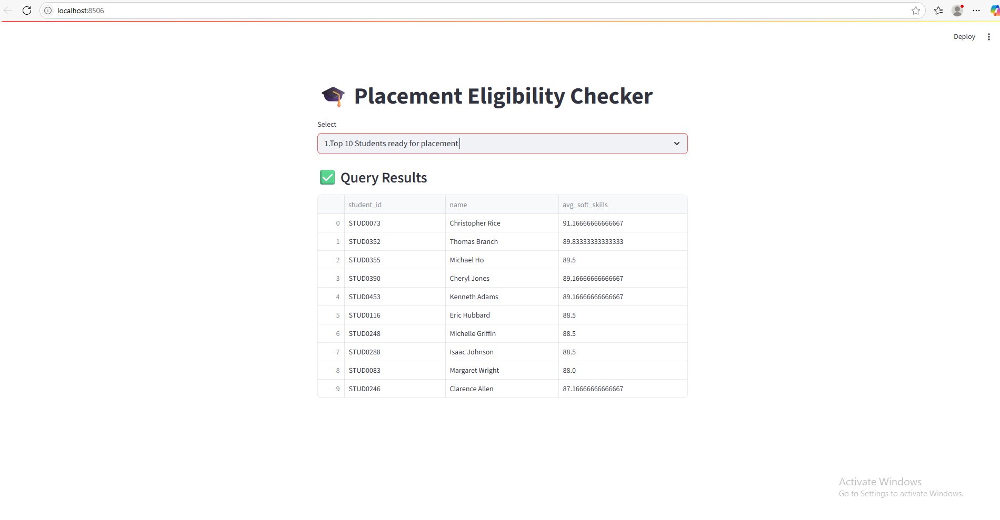 localhost:8506
Deploy
Placement Eligibility Checker
Select
1.Top 10 Students ready for placement
Query Results
student_id name avg_soft_skills
0 STUD0073 Christopher Rice 91.16666666666667
1 STUD0352 Thomas Branch 89.83333333333333
2 STUD0355 Michael Ho 89.5
3 STUD0390 Cheryl Jones 89.16666666666667
4 STUD0453 Kenneth Adams 89.16666666666667
5 STUD0116 Eric Hubbard 88.5
6 STUD0248 Michelle Griffin 88.5
7 STUD0288 Isaac Johnson 88.5
8 STUD0083 Margaret Wright 88.0
9 STUD0246 Clarence Allen 87.16666666666667
Activate Windows
Go to Settings to activate Windows.